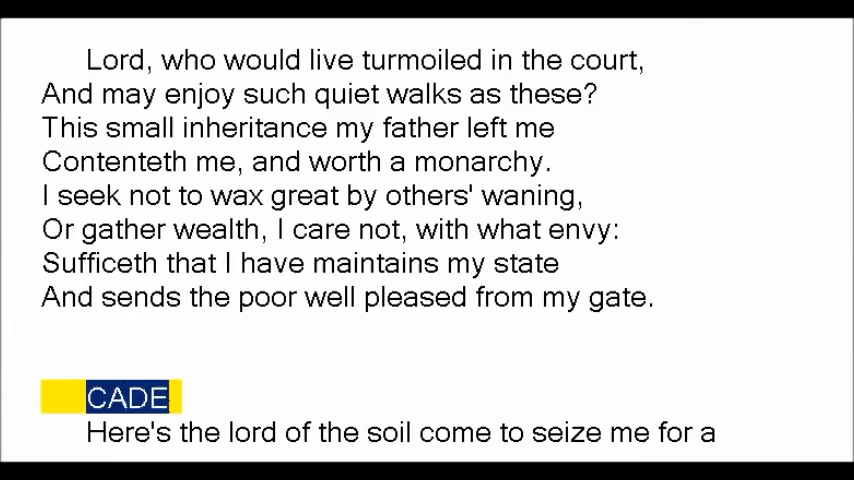 Lord, who would live turmoiled in the court,
And may enjoy such quiet walks as these?
This small inheritance my father left me
Contenteth me, and worth a monarchy.
I seek not to wax great by others' waning,
Or gather wealth, I care not, with what envy:
Sufficeth that I have maintains my state
And sends the poor well pleased from my gate.
CADE
Here's the lord of the soil come to seize me for a